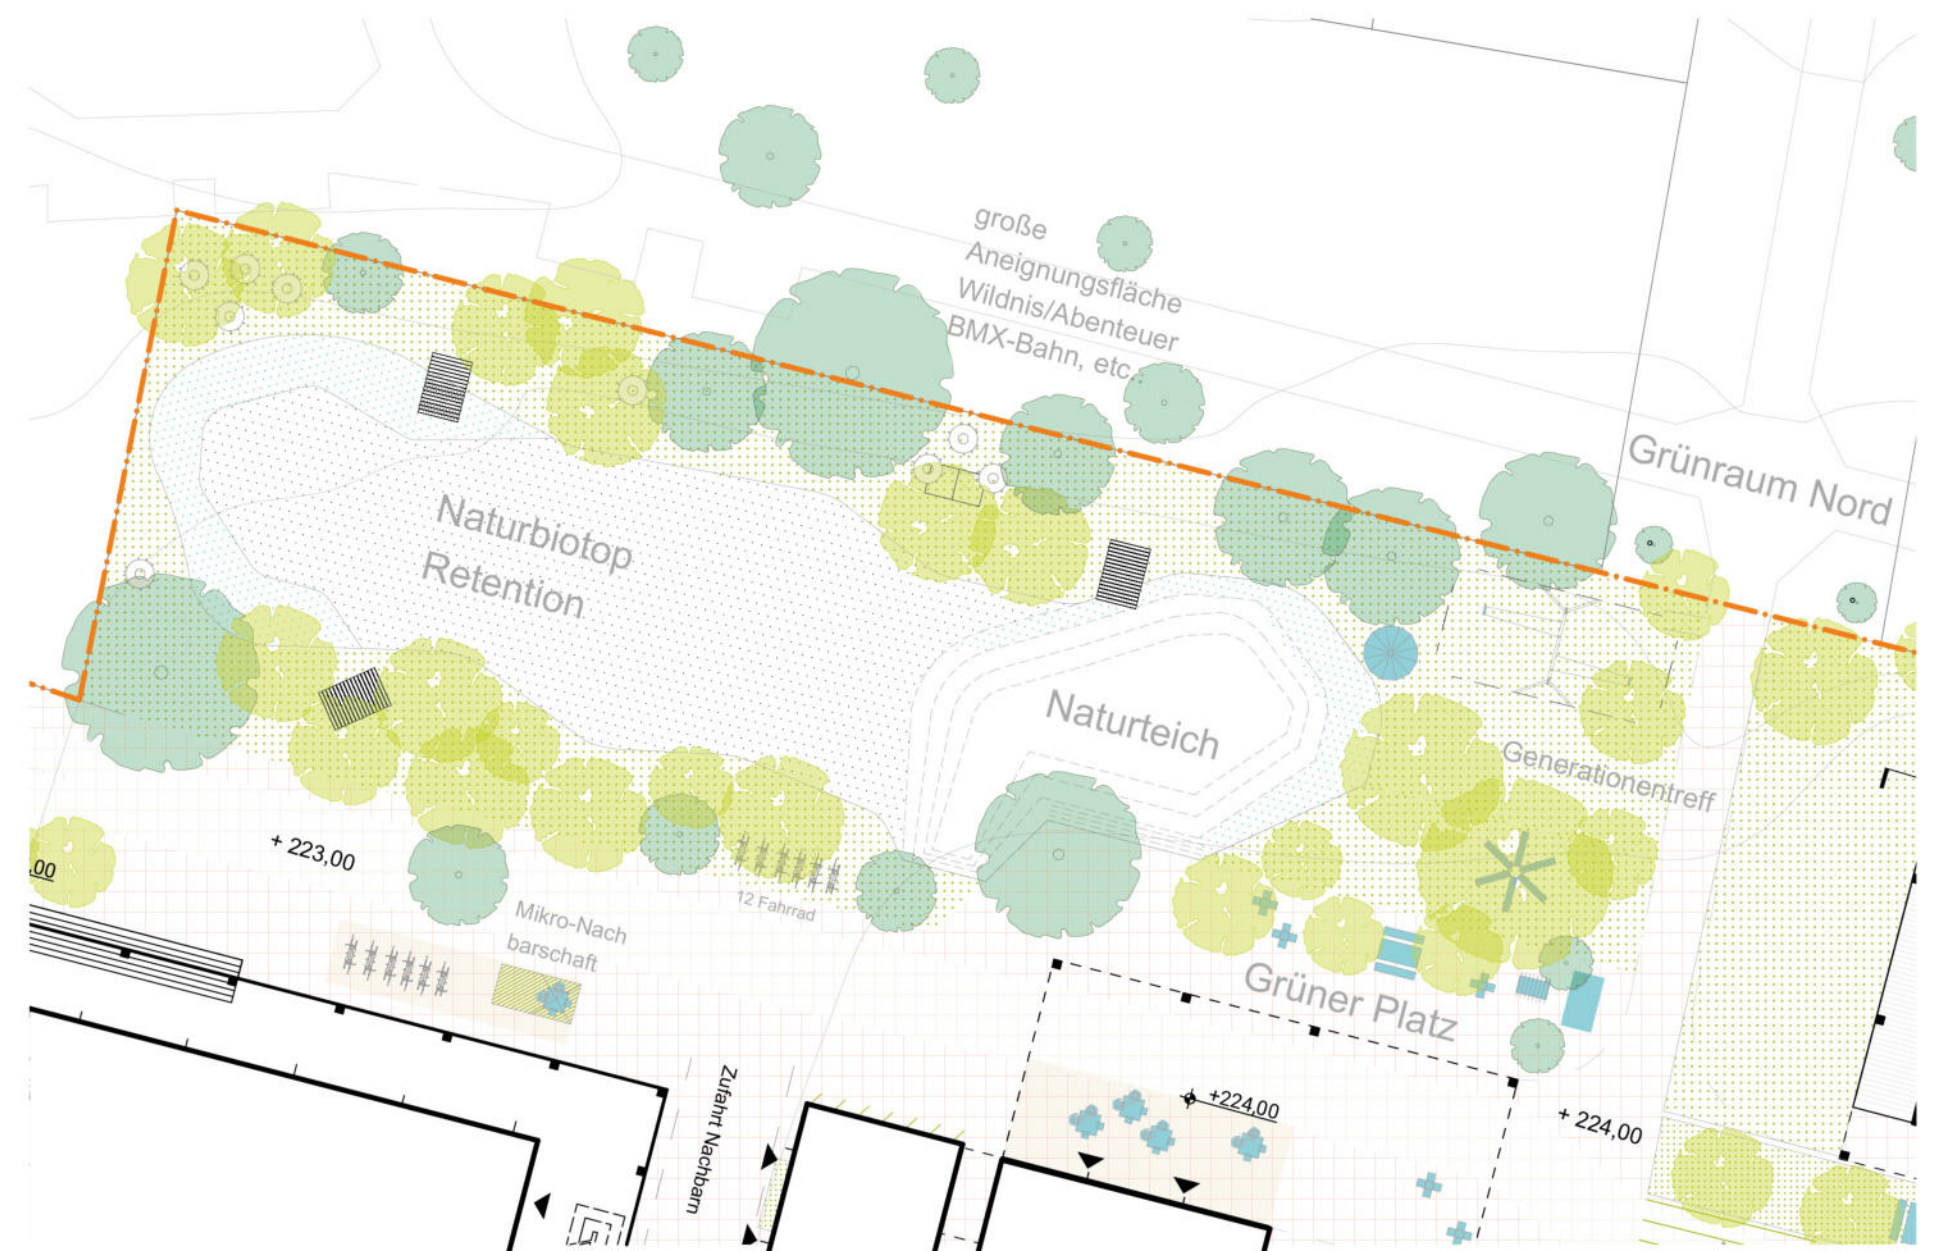 große
Aneignungsfläche
Wildnis/Abenteuer
BMX-Bahn, etc..
Grünraum Nord
Naturbiotop
Retention
Naturteich
Generationentreff
+ 223,00
,00
12 Fahrrad
Mikro-Nach
barschaft
Grüner Platz
Zufahrt Nachbarn
+224,00
+ 224,00